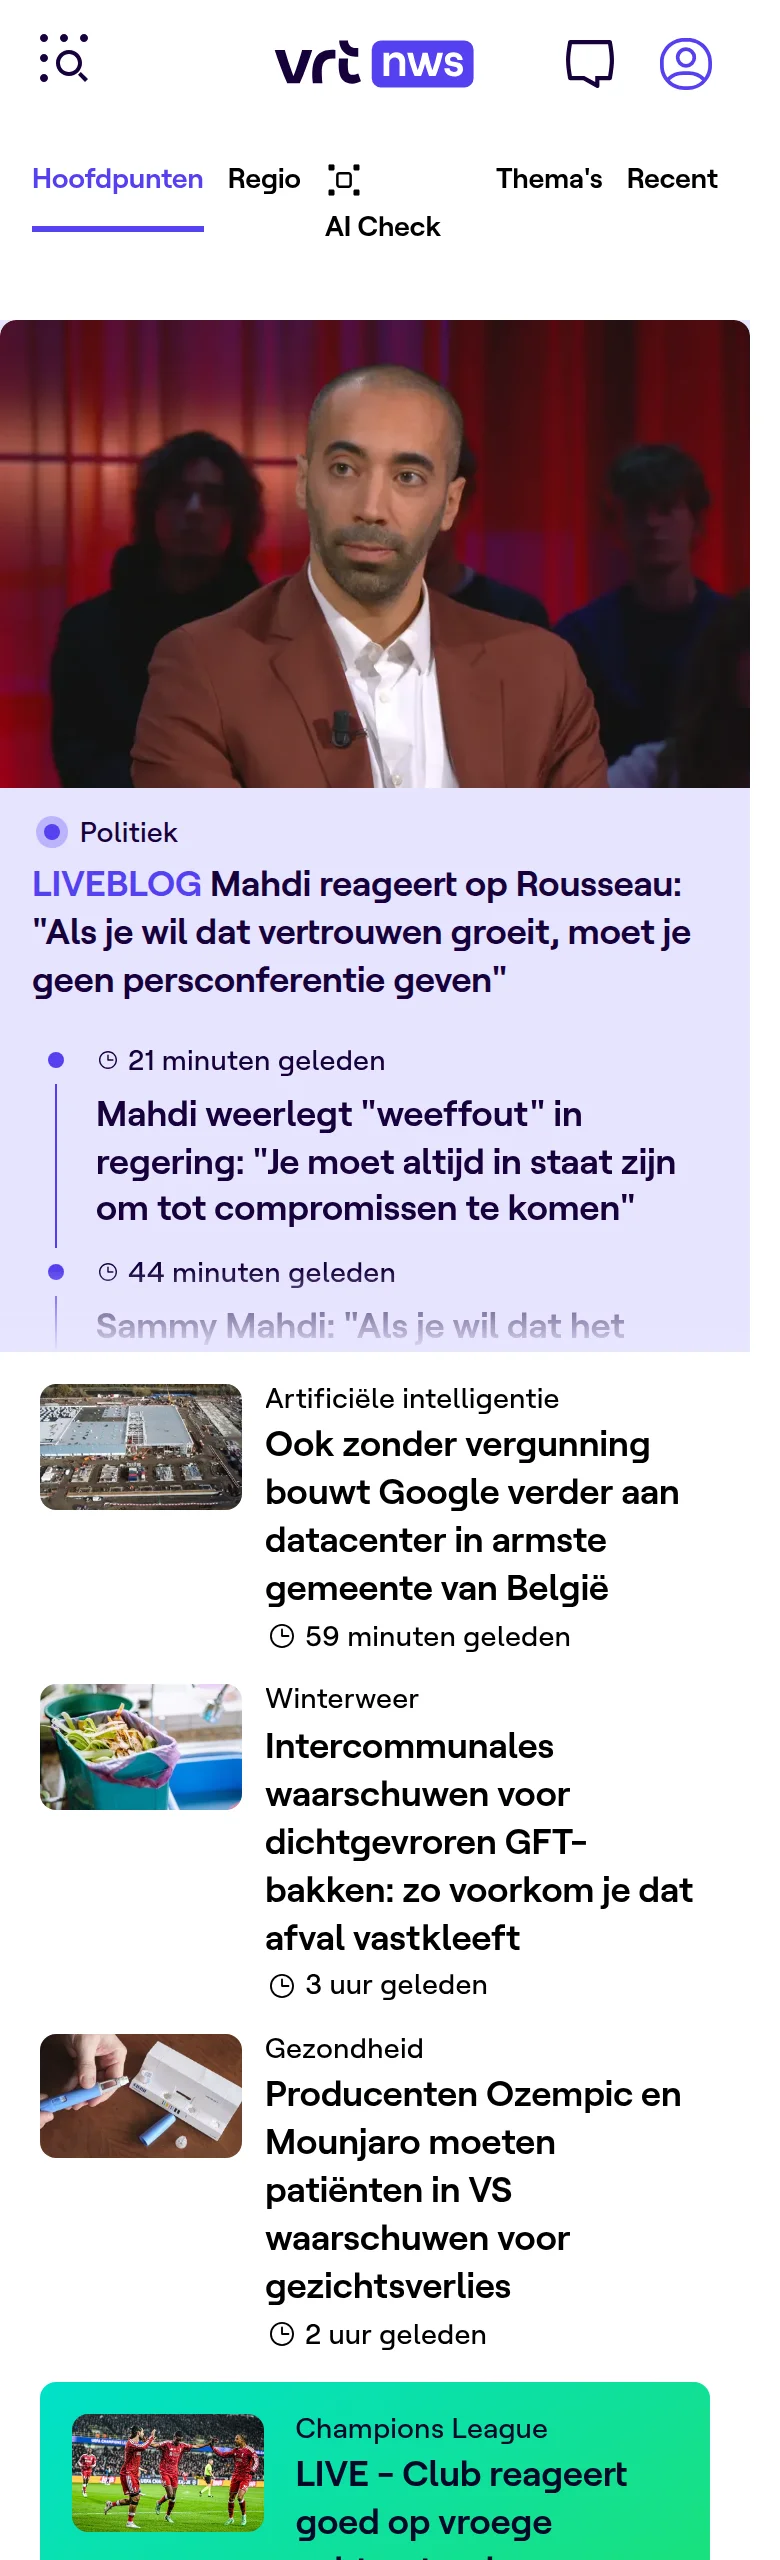 vrt nws
Hoofdpunten Regio AI Check Thema's Recent
Politiek
LIVEBLOG Mahdi reageert op Rousseau:
"Als je wil dat vertrouwen groeit, moet je
geen persconferentie geven"
21 minuten geleden
Mahdi weerlegt "weeffout" in
regering: "Je moet altijd in staat zijn
om tot compromissen te komen"
44 minuten geleden
Sammy Mahdi: "Als je wil dat het
Artificiële intelligentie
Ook zonder vergunning
bouwt Google verder aan
datacenter in armste
gemeente van België
59 minuten geleden
Winterweer
Intercommunales
waarschuwen voor
dichtgevroren GFT-
bakken: zo voorkom je dat
afval vastkleeft
3 uur geleden
Gezondheid
Producenten Ozempic en
Mounjaro moeten
patiënten in VS
waarschuwen voor
gezichtsverlies
2 uur geleden
Champions League
LIVE - Club reageert
goed op vroege